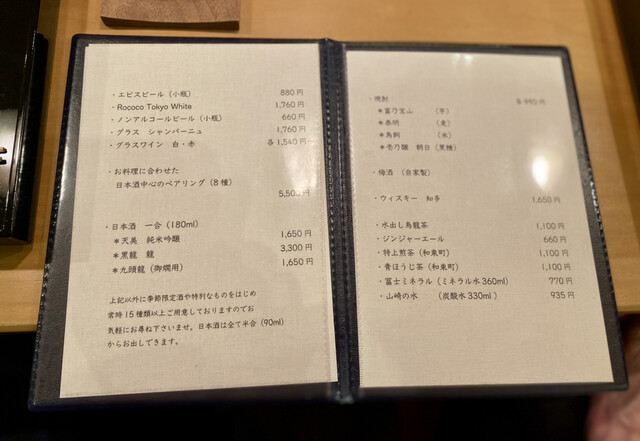 ・エビスビール（小瓶） 880円
・Rococo Tokyo White 1,760円
・ノンアルコールビール（小瓶） 660円
・グラス シャンパーニュ 1,760円
・グラスワイン 白・赤 各1,540円
・お料理に合わせた
日本酒中心のペアリング（8種）
5,500円
・日本酒 一合（180ml）
＊天美 純米吟醸 1,650円
＊黒龍 龍 3,300円
＊九頭龍（御燗用） 1,650円
上記以外に季節限定酒や特別なものをはじめ
常時15種類以上ご用意しておりますのでお
気軽にお尋ね下さいませ。日本酒は全て半合（90ml）
からお出しできます。
・焼酎 各990円
＊富乃宝山 （芋）
＊泰明 （麦）
＊鳥飼 （米）
＊壱乃醸 朝日（黒糖）
・梅酒 （自家製）
・ウィスキー 知多 1,650円
・水出し烏龍茶 1,100円
・ジンジャーエール 660円
・特上煎茶（和束町） 1,100円
・青ほうじ茶（和束町） 1,100円
・富士ミネラル（ミネラル水360ml） 770円
・山崎の水 （炭酸水330ml） 935円